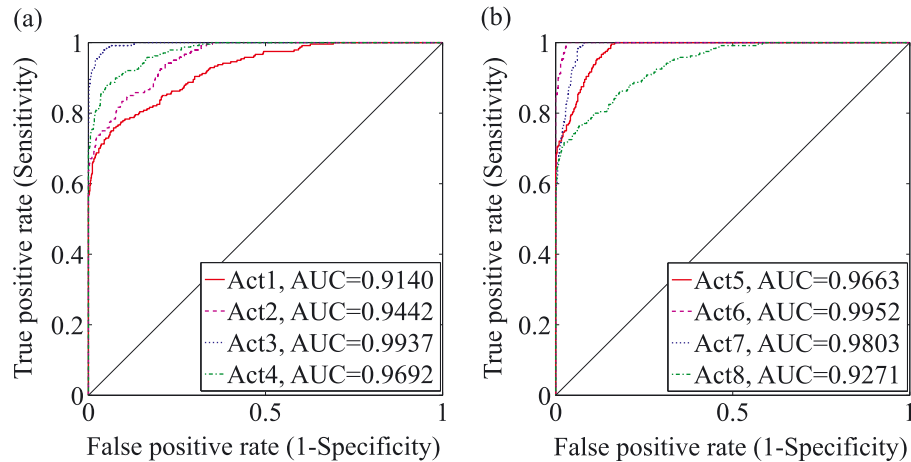 (a)
True positive rate (Sensitivity)
1
0.8
0.6
0.4
0.2
0
0
0.5
1
Act1, AUC=0.9140
Act2, AUC=0.9442
Act3, AUC=0.9937
Act4, AUC=0.9692
False positive rate (1-Specificity)
(b)
True positive rate (Sensitivity)
1
0.8
0.6
0.4
0.2
0
0
0.5
1
Act5, AUC=0.9663
Act6, AUC=0.9952
Act7, AUC=0.9803
Act8, AUC=0.9271
False positive rate (1-Specificity)